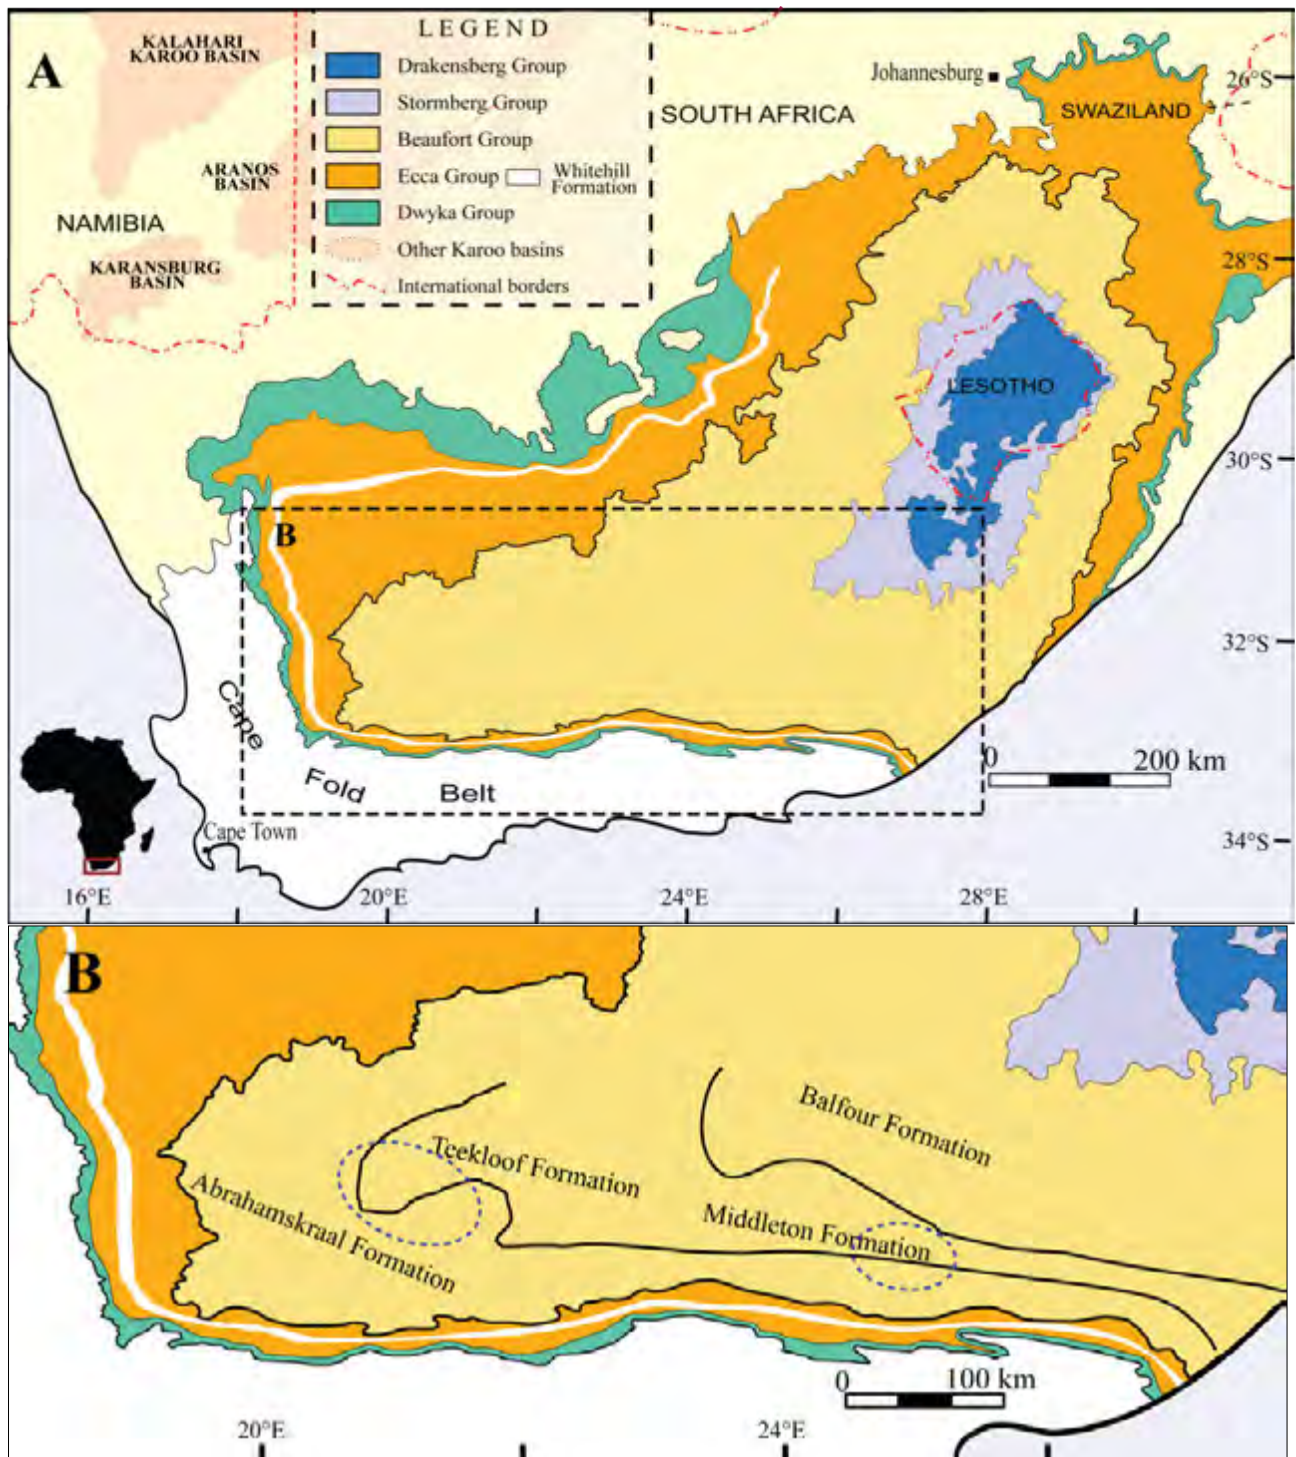 A
KALAHARI
KAROO BASIN
ARANOS
BASIN
NAMIBIA
KARANSBURG
BASIN
LEGEND
Drakensberg Group
Stormberg Group
Beaufort Group
Ecca Group
Whitehill
Formation
Dwyka Group
Other Karoo basins
International borders
Johannesburg
SOUTH AFRICA
SWAZILAND
26°S
28°S
LESOTHO
30°S
B
32°S
Cape
Fold
Belt
0
200 km
Cape Town
34°S
16°E
20°E
24°E
28°E
B
Balfour Formation
Teekloof Formation
Abrahamskraal Formation
Middleton Formation
0
100 km
20°E
24°E